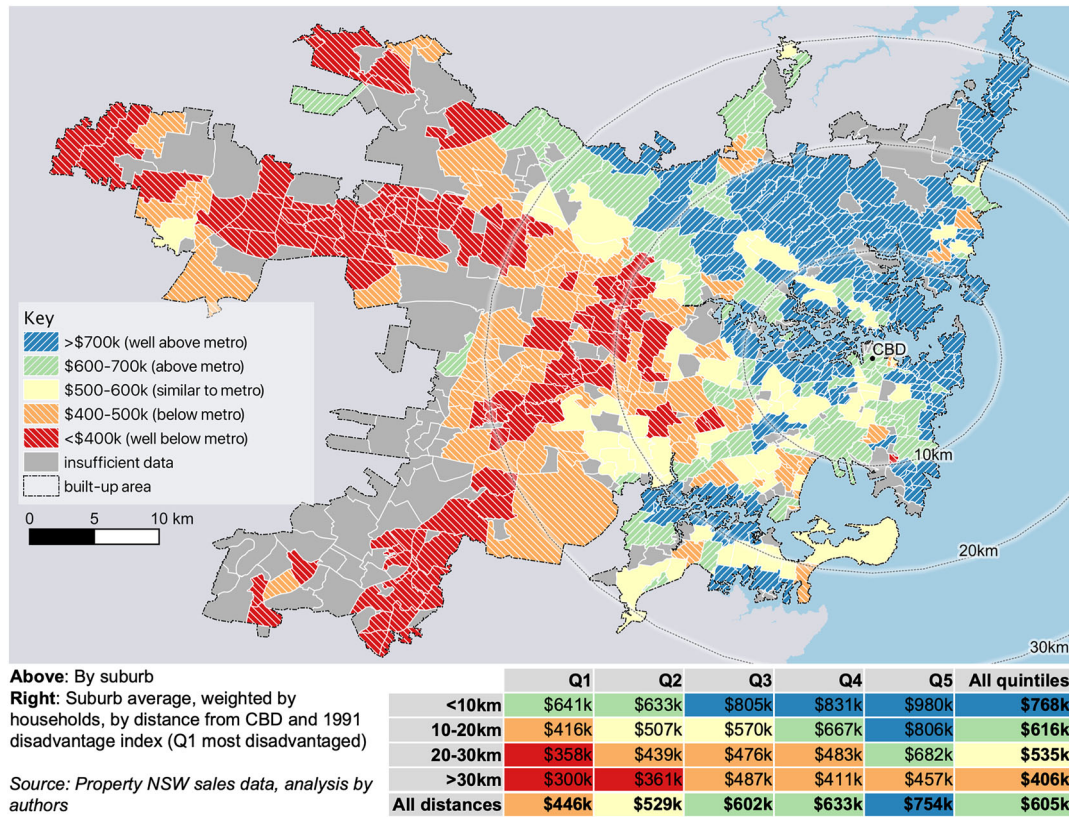 CBD
10km
20km
30km
Key
>$700k (well above metro)
$600-700k (above metro)
$500-600k (similar to metro)
$400-500k (below metro)
<$400k (well below metro)
insufficient data
built-up area
0 5 10 km
Above: By suburb
Right: Suburb average, weighted by
households, by distance from CBD and 1991
disadvantage index (Q1 most disadvantaged)
Source: Property NSW sales data, analysis by
authors
Q1 Q2 Q3 Q4 Q5 All quintiles
<10km $641k $633k $805k $831k $980k $768k
10-20km $416k $507k $570k $667k $806k $616k
20-30km $358k $439k $476k $483k $682k $535k
>30km $300k $361k $487k $411k $457k $406k
All distances $446k $529k $602k $633k $754k $605k